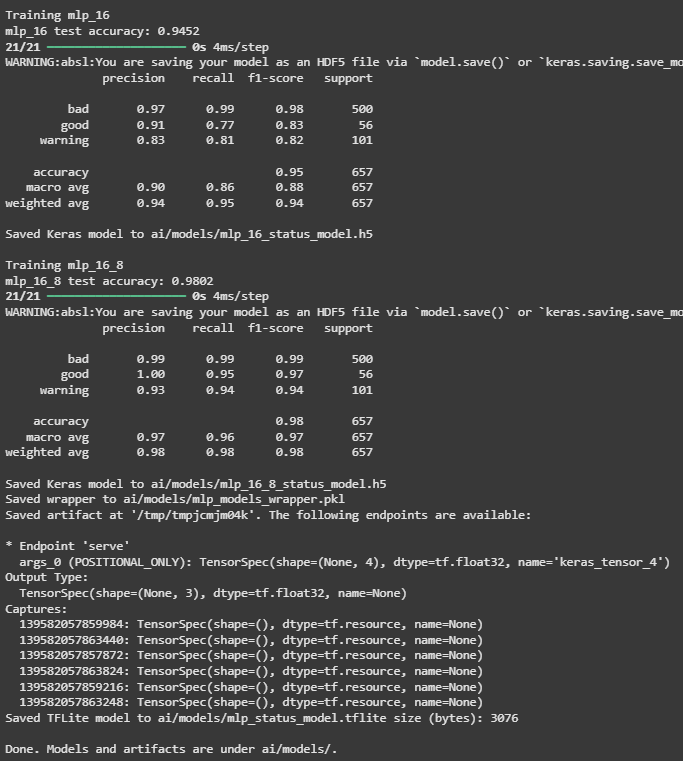 Training mlp_16
mlp_16 test accuracy: 0.9452
21/21 ━━━━━━━━━━━━━━━━━━━━ 0s 4ms/step
WARNING:absl:You are saving your model as an HDF5 file via `model.save()` or `keras.saving.save_mo
precision recall f1-score support
bad 0.97 0.99 0.98 500
good 0.91 0.77 0.83 56
warning 0.83 0.81 0.82 101
accuracy 0.95 657
macro avg 0.90 0.86 0.88 657
weighted avg 0.94 0.95 0.94 657
Saved Keras model to ai/models/mlp_16_status_model.h5
Training mlp_16_8
mlp_16_8 test accuracy: 0.9802
21/21 ━━━━━━━━━━━━━━━━━━━━ 0s 4ms/step
WARNING:absl:You are saving your model as an HDF5 file via `model.save()` or `keras.saving.save_mo
precision recall f1-score support
bad 0.99 0.99 0.99 500
good 1.00 0.95 0.97 56
warning 0.93 0.94 0.94 101
accuracy 0.98 657
macro avg 0.97 0.96 0.97 657
weighted avg 0.98 0.98 0.98 657
Saved Keras model to ai/models/mlp_16_8_status_model.h5
Saved wrapper to ai/models/mlp_models_wrapper.pkl
Saved artifact at '/tmp/tmpjcmjm04k'. The following endpoints are available:
* Endpoint 'serve'
args_0 (POSITIONAL_ONLY): TensorSpec(shape=(None, 4), dtype=tf.float32, name='keras_tensor_4')
Output Type:
TensorSpec(shape=(None, 3), dtype=tf.float32, name=None)
Captures:
139582057859984: TensorSpec(shape=(), dtype=tf.resource, name=None)
139582057863440: TensorSpec(shape=(), dtype=tf.resource, name=None)
139582057857872: TensorSpec(shape=(), dtype=tf.resource, name=None)
139582057863824: TensorSpec(shape=(), dtype=tf.resource, name=None)
139582057859216: TensorSpec(shape=(), dtype=tf.resource, name=None)
139582057863248: TensorSpec(shape=(), dtype=tf.resource, name=None)
Saved TFLite model to ai/models/mlp_status_model.tflite size (bytes): 3076
Done. Models and artifacts are under ai/models/.